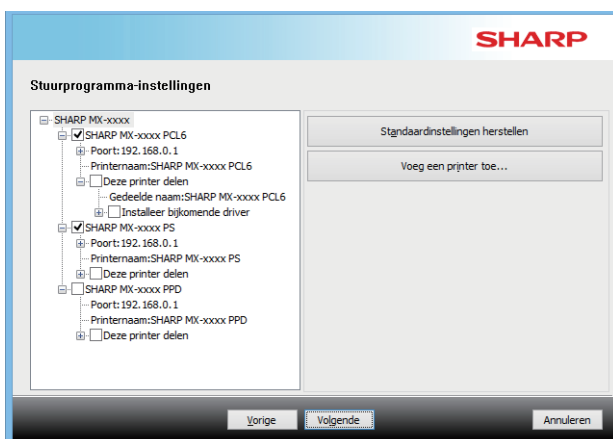 SHARP
Stuurprogramma-instellingen
SHARP MX-xxxx
SHARP MX-xxxx PCL6
Poort:192.168.0.1
Printernaam:SHARP MX-xxxx PCL6
Deze printer delen
Gedeelde naam:SHARP MX-xxxx PCL6
Installeer bijkomende driver
SHARP MX-xxxx PS
Poort:192.168.0.1
Printernaam:SHARP MX-xxxx PS
Deze printer delen
SHARP MX-xxxx PPD
Poort:192.168.0.1
Printernaam:SHARP MX-xxxx PPD
Deze printer delen
Standaardinstellingen herstellen
Voeg een printer toe...
Vorige
Volgende
Annuleren